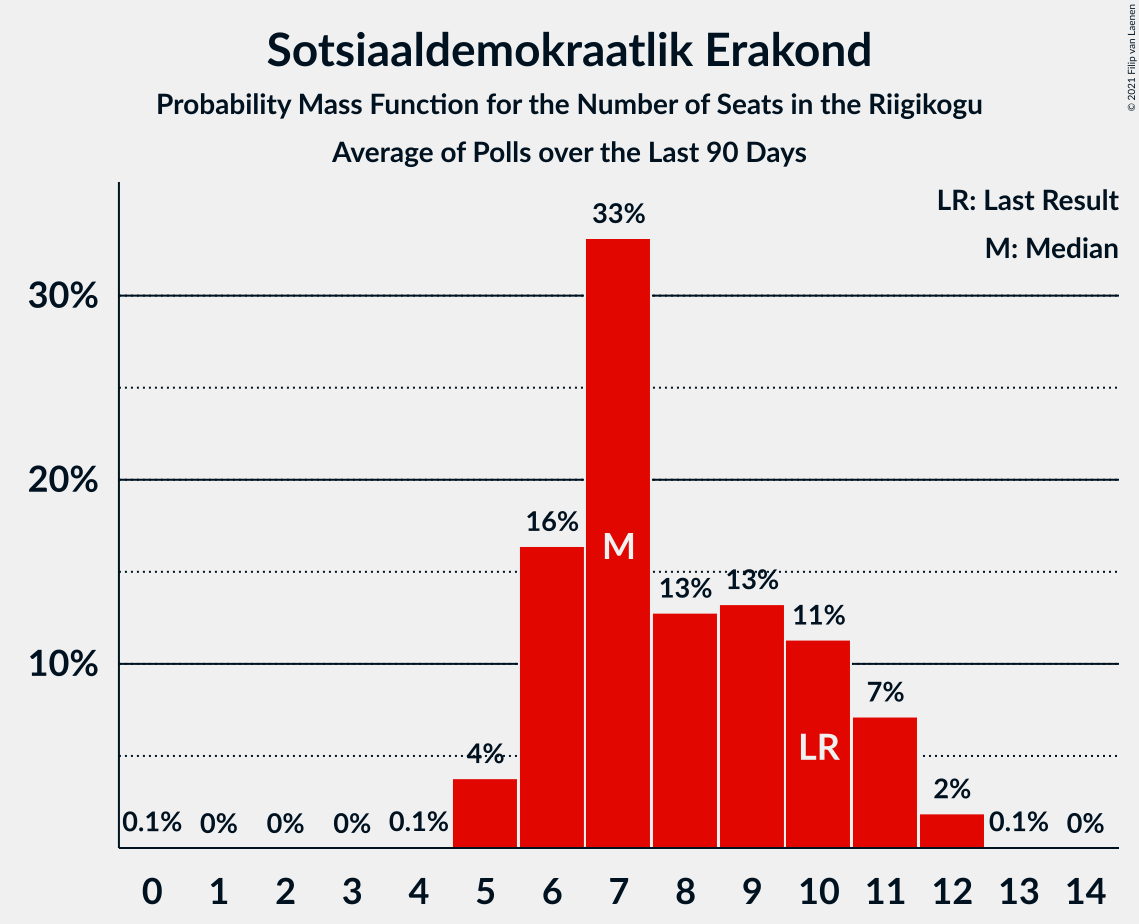 Sotsiaaldemokraatlik Erakond
Probability Mass Function for the Number of Seats in the Riigikogu
Average of Polls over the Last 90 Days
© 2021 Filip van Laenen
LR: Last Result
M: Median
30%
20%
10%
0.1%
0%
0%
0%
0.1%
4%
16%
33%
13%
13%
11%
7%
2%
0.1%
0%
M
LR
0 1 2 3 4 5 6 7 8 9 10 11 12 13 14